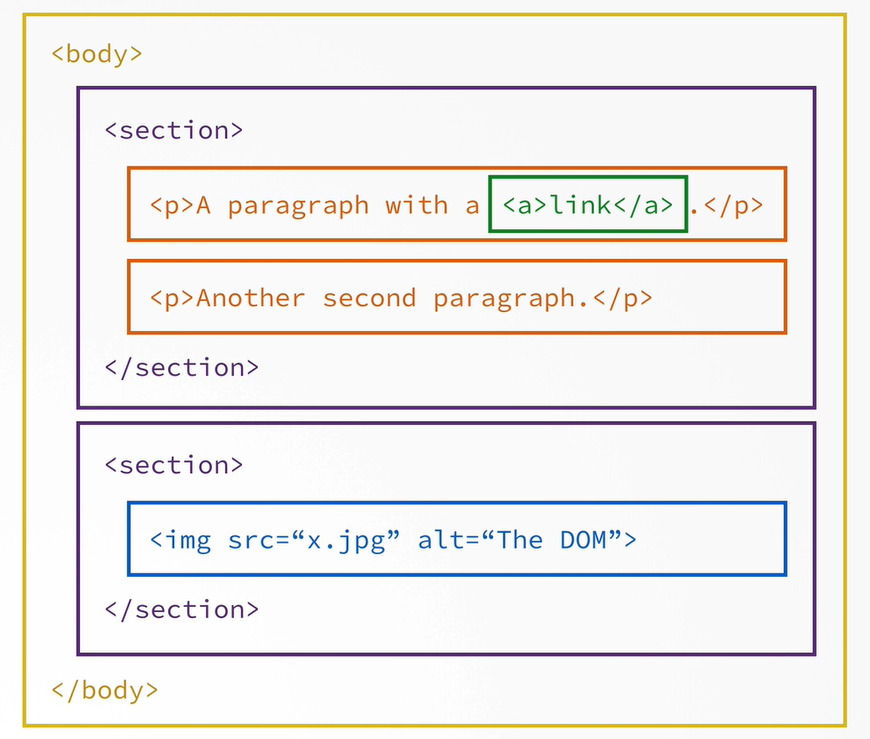 <body>
<section>
<p>A paragraph with a <a>link</a>.</p>
<p>Another second paragraph.</p>
</section>
<section>
<img src=“x.jpg” alt=“The DOM”>
</section>
</body>